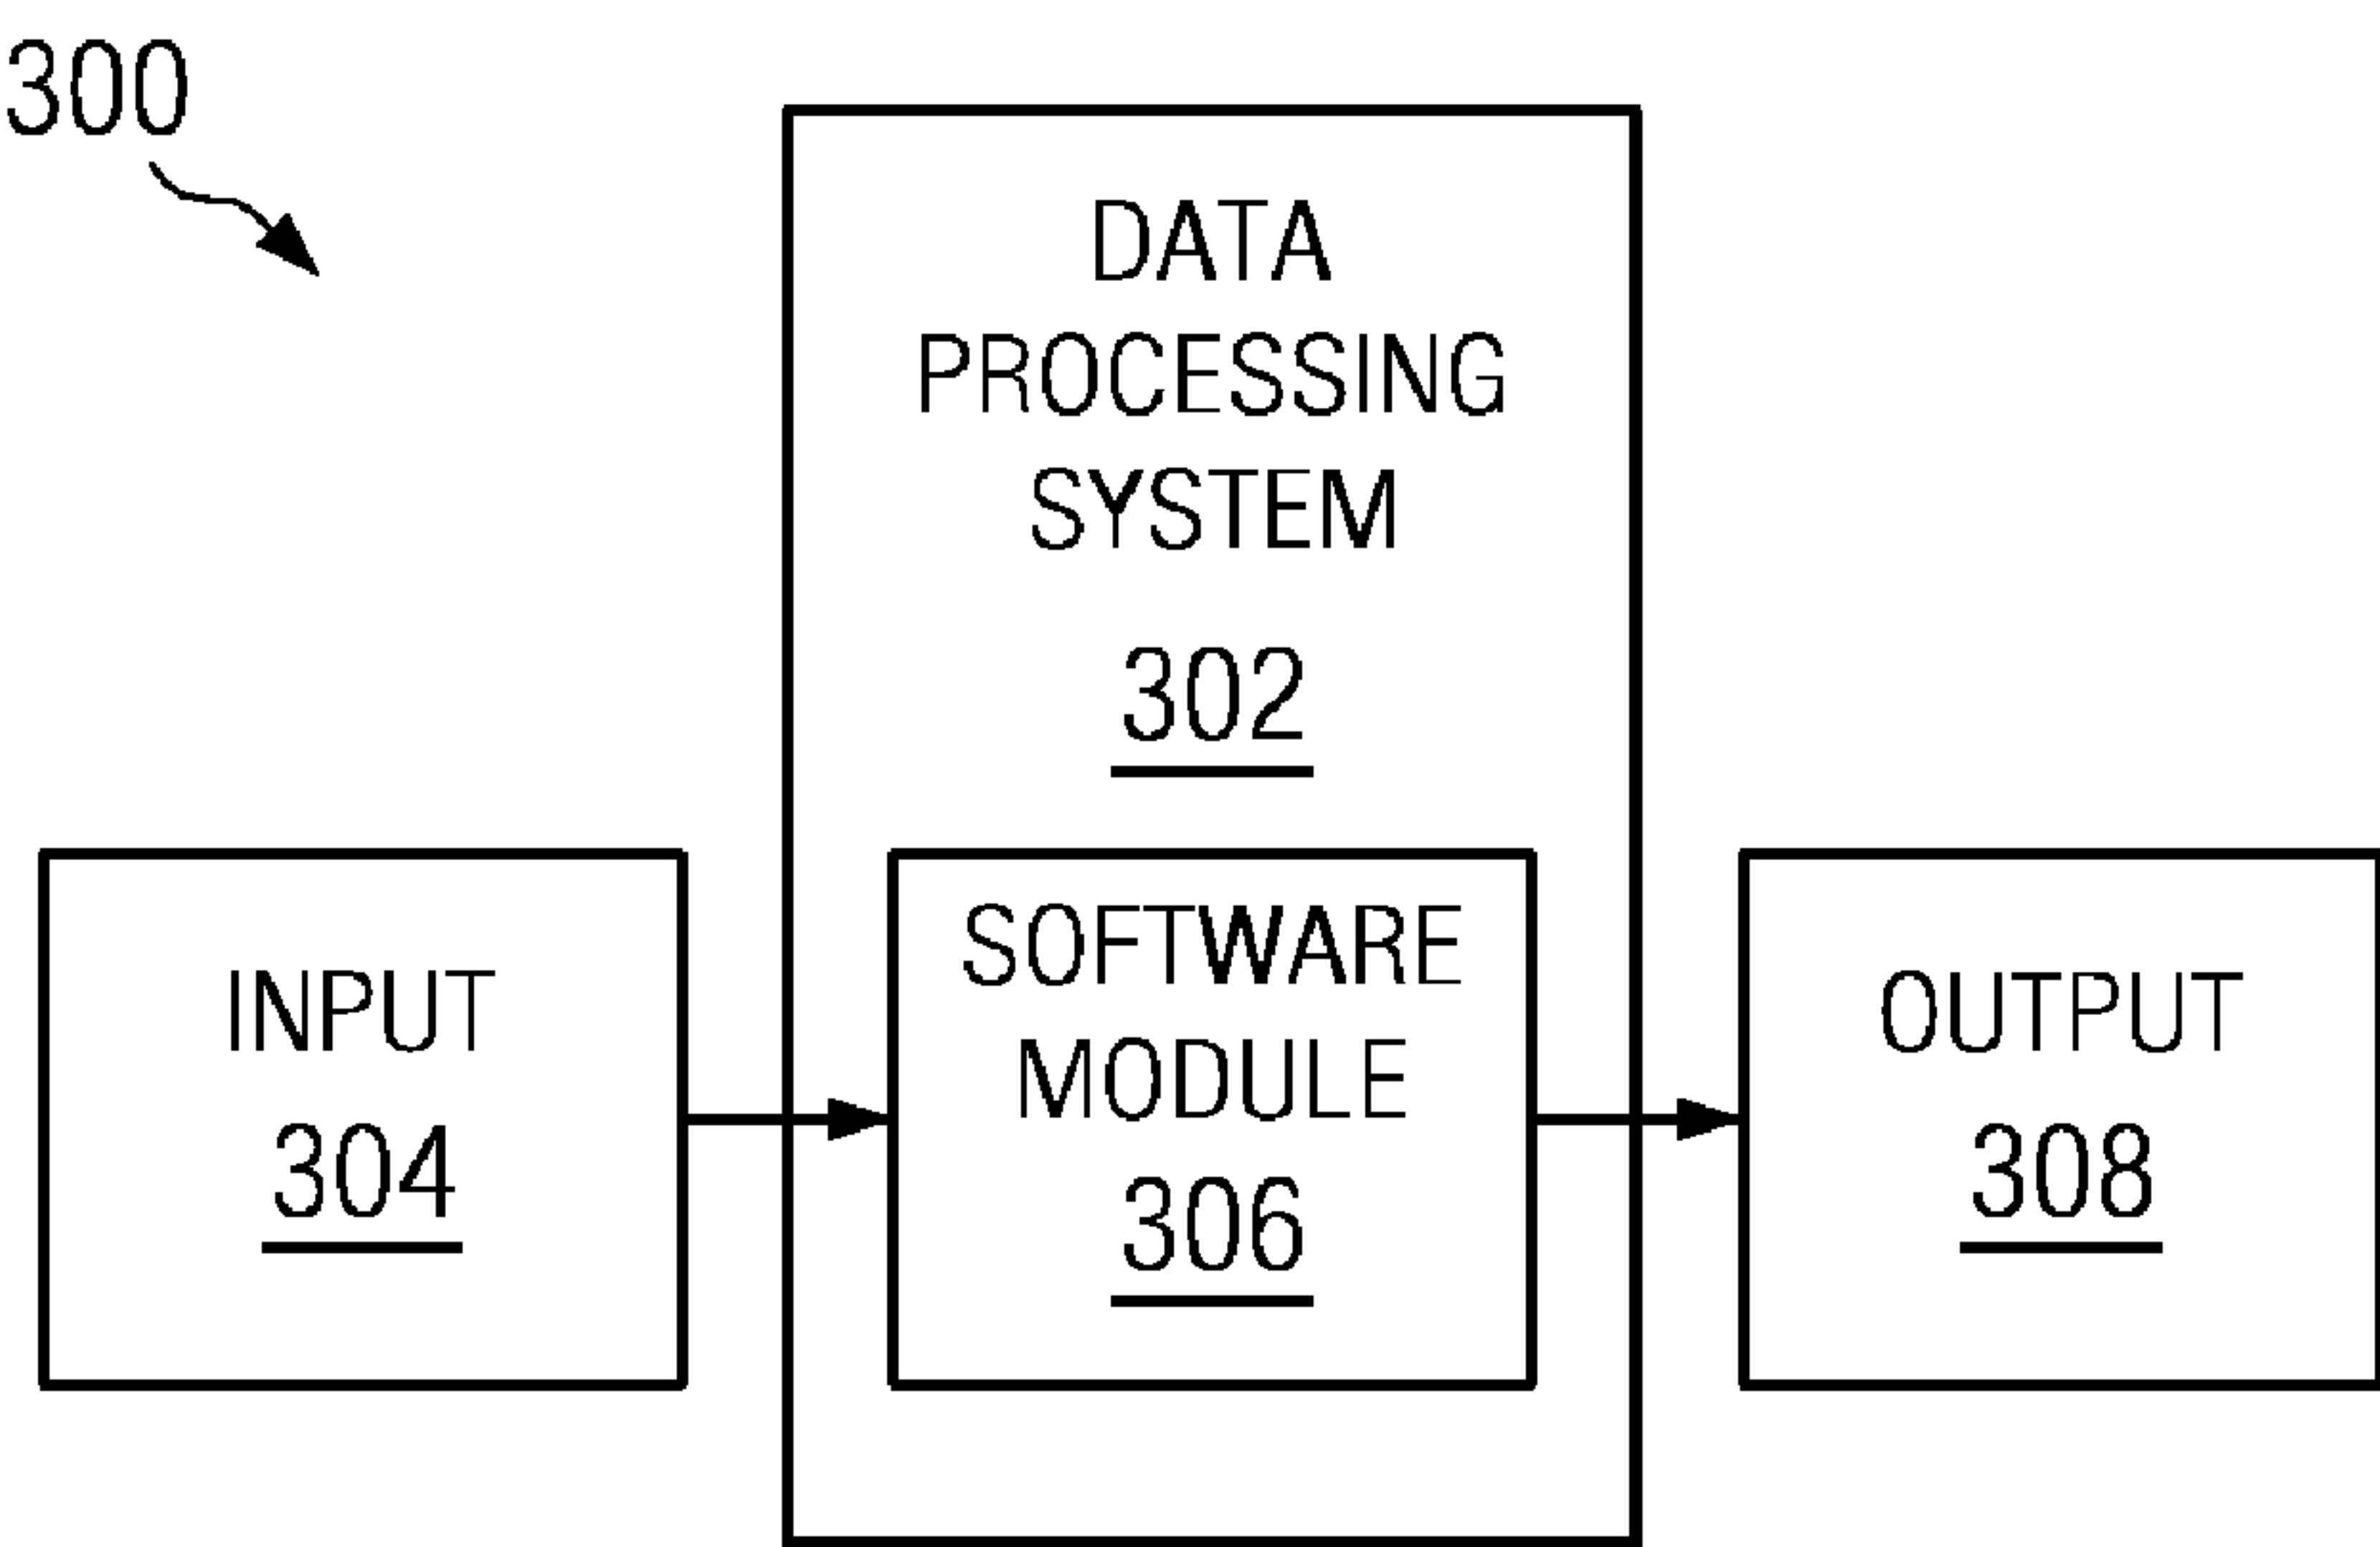 300
DATA
PROCESSING
SYSTEM
302
INPUT
304
SOFTWARE
MODULE
306
OUTPUT
308